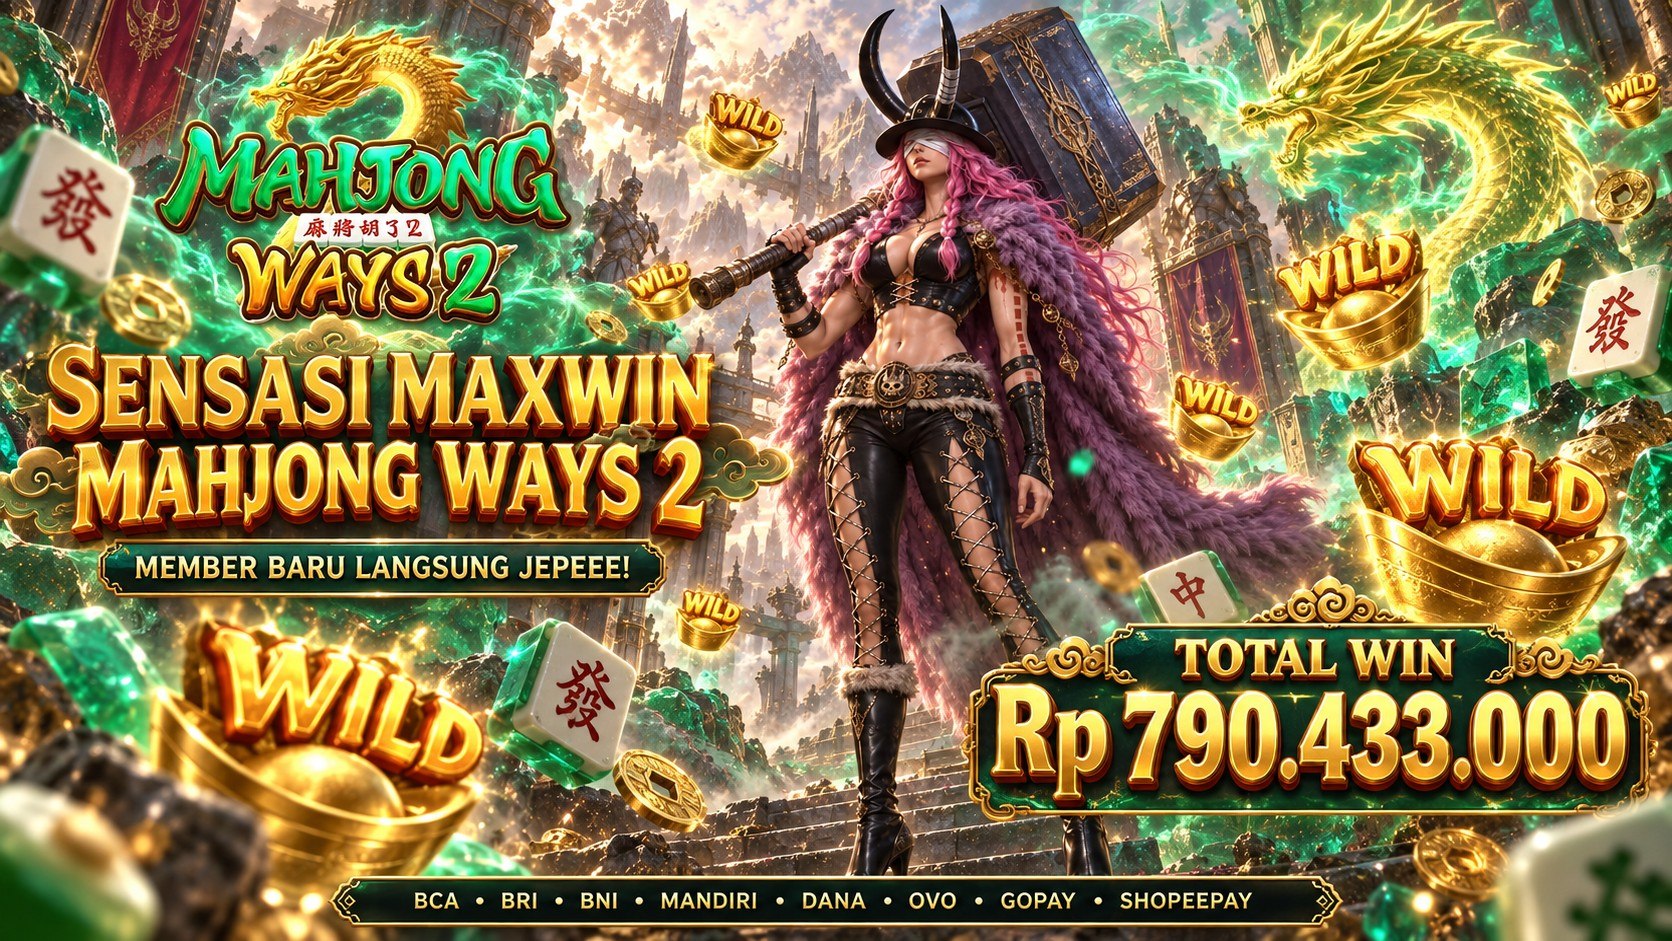 MAHJONG
麻將胡了2
WAYS 2
SENSASI MAXWIN
MAHJONG WAYS 2
MEMBER BARU LANGSUNG JEPEEE!
WILD
WILD
WILD
WILD
WILD
WILD
WILD
WILD
發
發
發
中
TOTAL WIN
Rp 790.433.000
BCA • BRI • BNI • MANDIRI • DANA • OVO • GOPAY • SHOPEEPAY